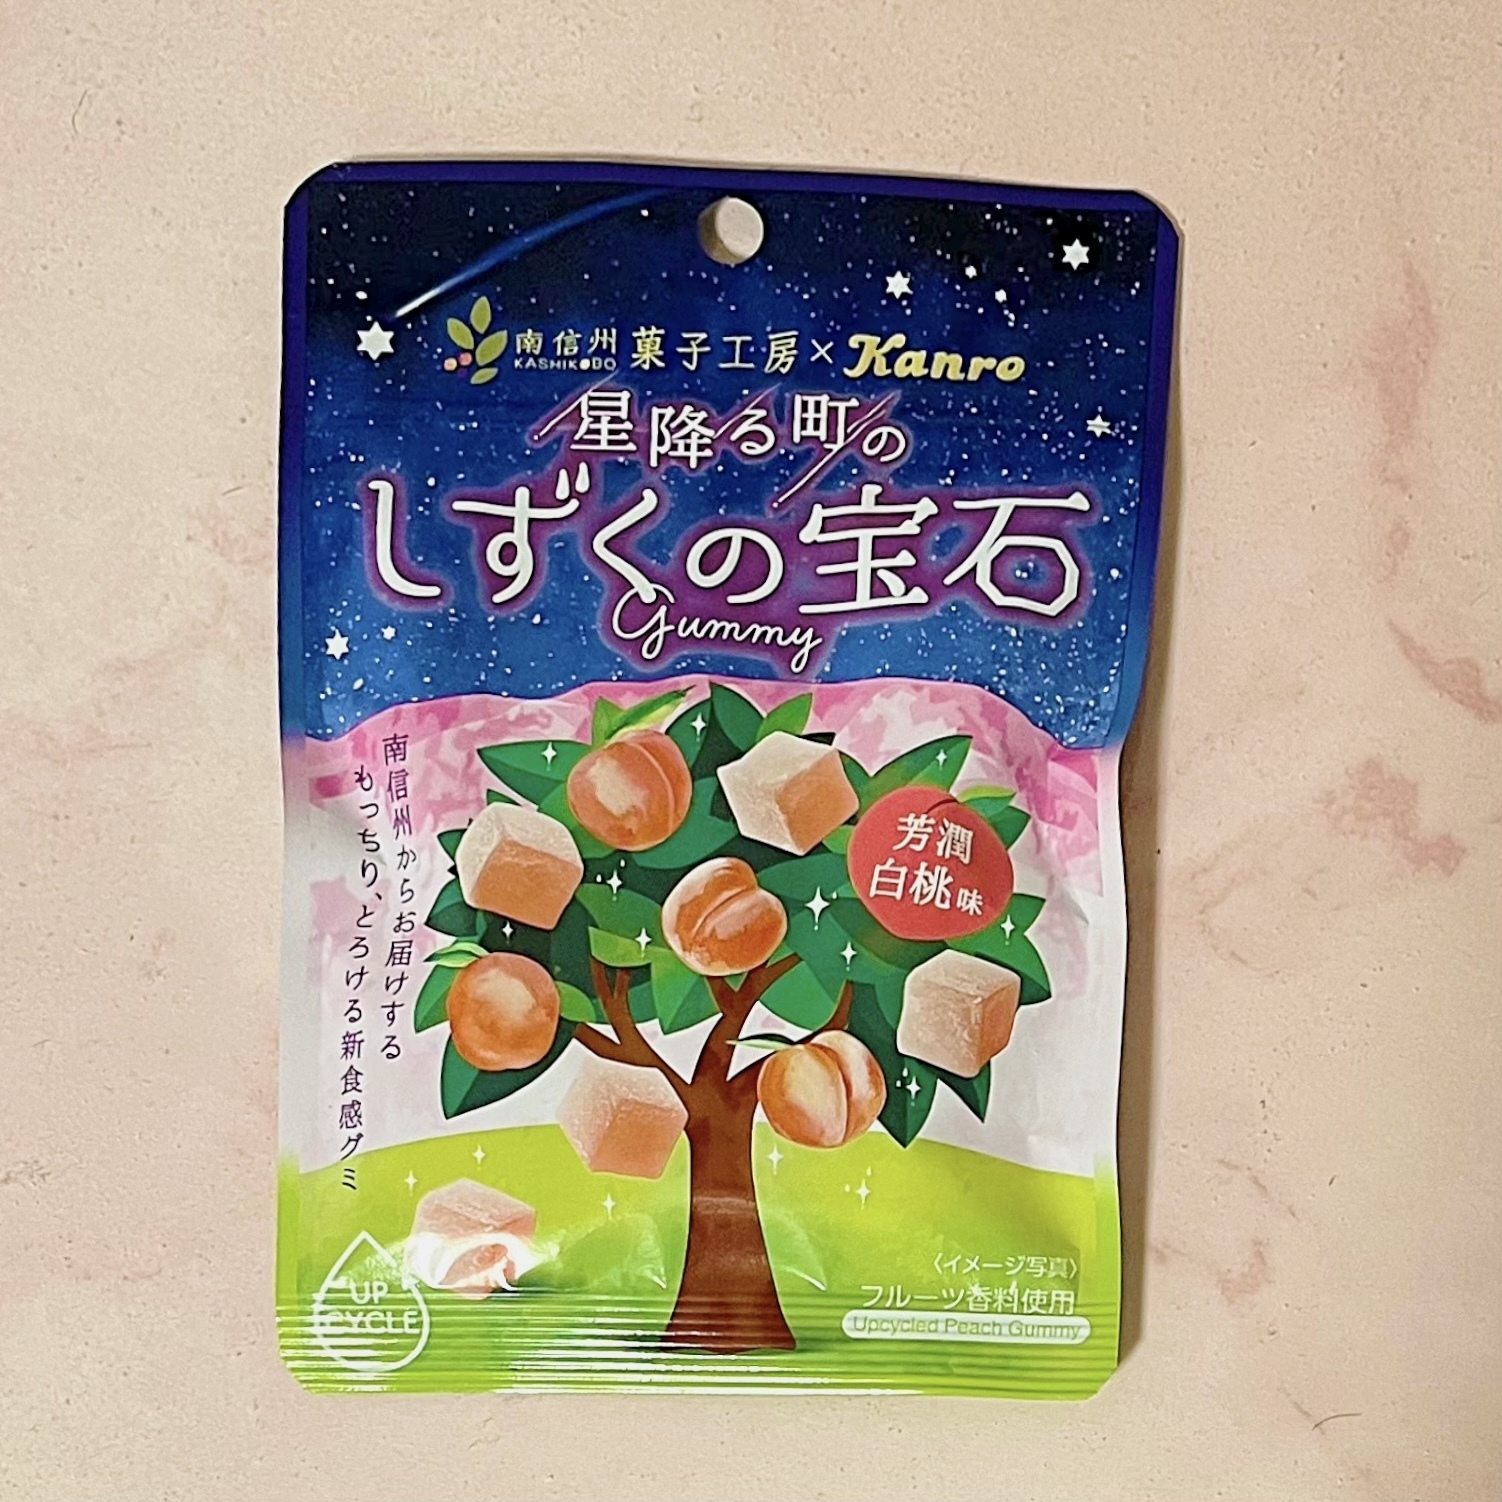 南信州菓子工房×Kanro
KASHIKOBO
星降る町の
しずくの宝石
Gummy
南信州からお届けする
もっちり、とろける新食感グミ
芳潤
白桃味
UP
CYCLE
〈イメージ写真〉
フルーツ香料使用
Upcycled Peach Gummy